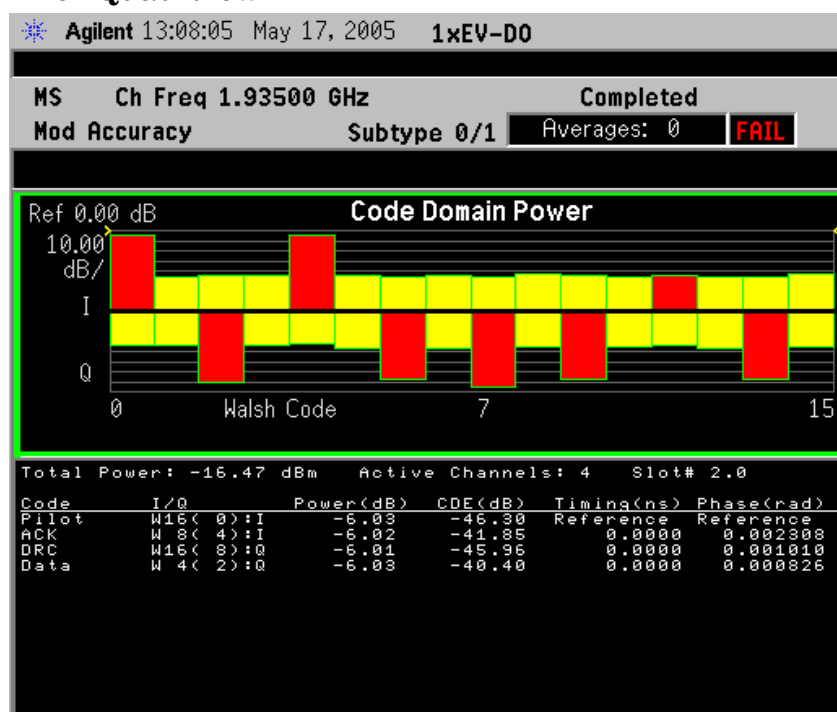 Agilent 13:08:05 May 17, 2005 1xEV-DO
MS Ch Freq 1.93500 GHz Completed
Mod Accuracy Subtype 0/1 Averages: 0 FAIL
Ref 0.00 dB Code Domain Power
10.00
dB/
I
Q
0 Walsh Code 7 15
Total Power: -16.47 dBm Active Channels: 4 Slot# 2.0
Code I/Q Power(dB) CDE(dB) Timing(ns) Phase(rad)
Pilot W16( 0):I -6.03 -46.30 Reference Reference
ACK W 8( 4):I -6.02 -41.85 0.0000 0.002308
DRC W16( 8):Q -6.01 -45.96 0.0000 0.001010
Data W 4( 2):Q -6.03 -40.40 0.0000 0.000826